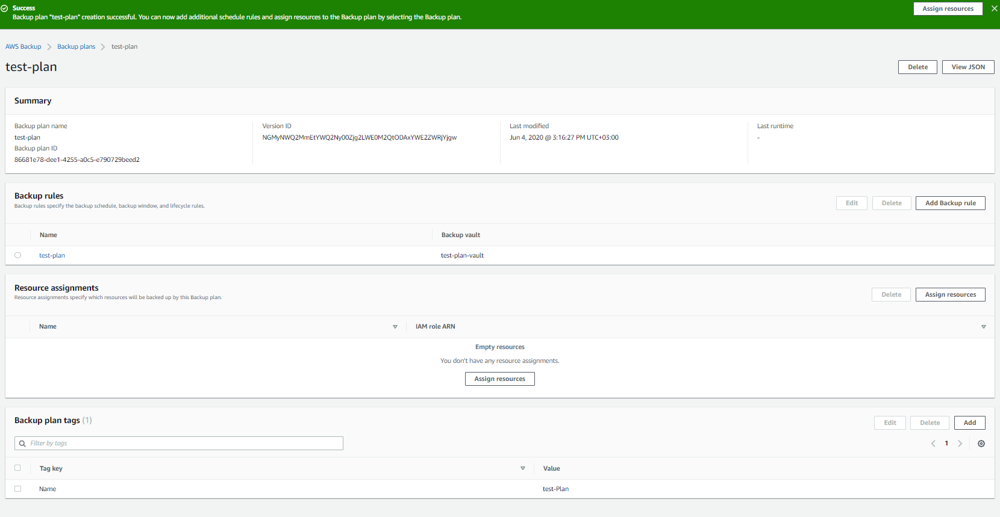 Success
Assign resources
Backup plan "test-plan" creation successful. You can now add additional schedule rules and assign resources to the Backup plan by selecting the Backup plan.
AWS Backup
Backup plans
test-plan
test-plan
Delete
View JSON
Summary
Backup plan name
test-plan
Backup plan ID
86681e78-dee1-4255-a0c5-e790729beed2
Version ID
NGMyNWQ2MmEtYWQ2Ny00Zjg2LWE0M2QtODAxYWE2ZWRjYjgw
Last modified
Jun 4, 2020 @ 3:16:27 PM UTC+03:00
Last runtime
-
Backup rules
Backup rules specify the backup schedule, backup window, and lifecycle rules.
Edit
Delete
Add Backup rule
Name
Backup vault
test-plan
test-plan-vault
Resource assignments
Resource assignments specify which resources will be backed up by this Backup plan.
Delete
Assign resources
Name
IAM role ARN
Empty resources
You don't have any resource assignments.
Assign resources
Backup plan tags (1)
Edit
Delete
Add
Filter by tags
1
Tag key
Value
Name
test-Plan